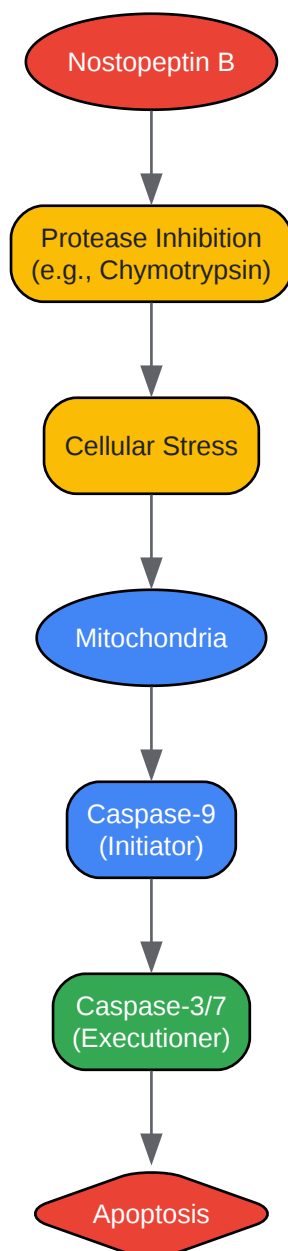 Nostopeptin B
Protease Inhibition
(e.g., Chymotrypsin)
Cellular Stress
Mitochondria
Caspase-9
(Initiator)
Caspase-3/7
(Executioner)
Apoptosis